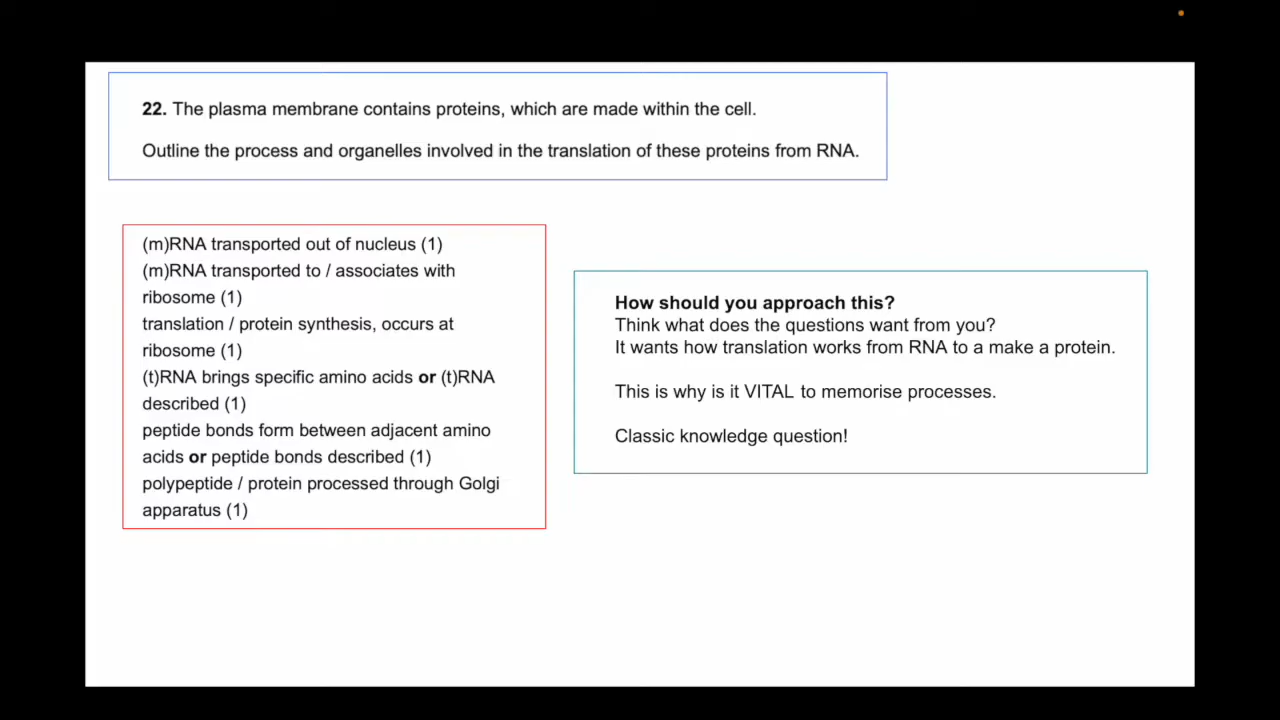 22. The plasma membrane contains proteins, which are made within the cell.
Outline the process and organelles involved in the translation of these proteins from RNA.
(m)RNA transported out of nucleus (1)
(m)RNA transported to / associates with
ribosome (1)
translation / protein synthesis, occurs at
ribosome (1)
(t)RNA brings specific amino acids or (t)RNA
described (1)
peptide bonds form between adjacent amino
acids or peptide bonds described (1)
polypeptide / protein processed through Golgi
apparatus (1)
How should you approach this?
Think what does the questions want from you?
It wants how translation works from RNA to a make a protein.
This is why is it VITAL to memorise processes.
Classic knowledge question!